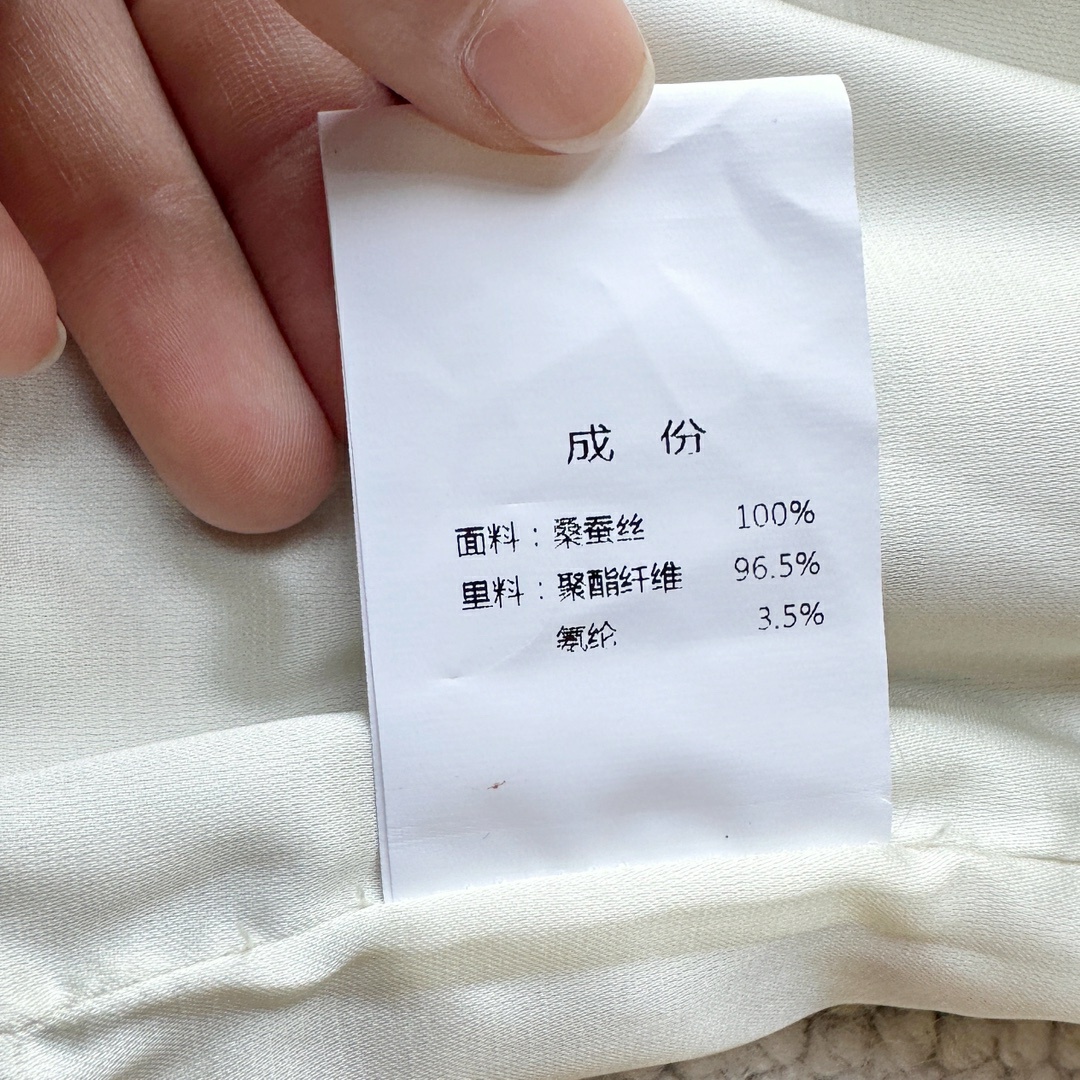 成 份
面料：桑蚕丝 100%
里料：聚酯纤维 96.5%
氨纶 3.5%